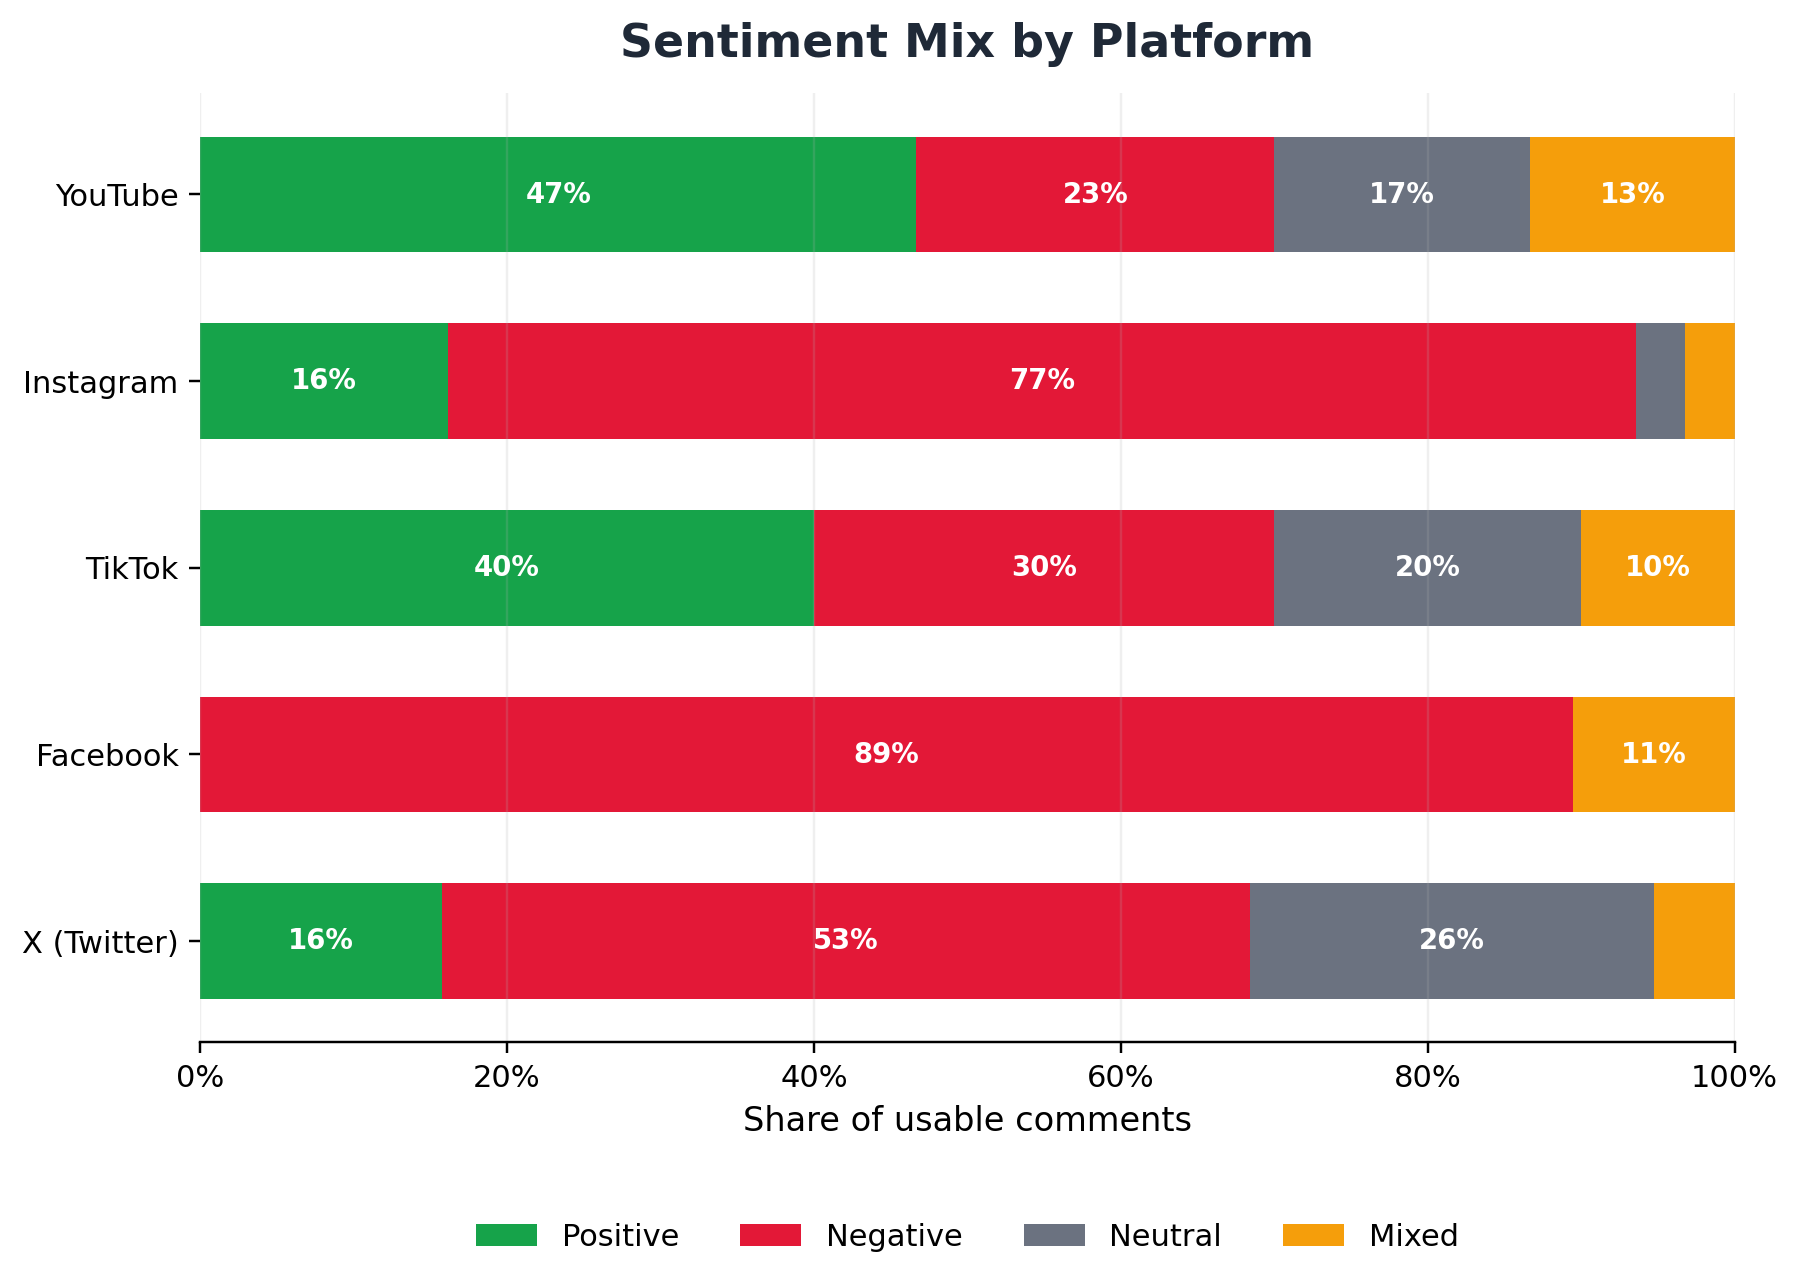 Sentiment Mix by Platform
YouTube 47% 23% 17% 13%
Instagram 16% 77%
TikTok 40% 30% 20% 10%
Facebook 89% 11%
X (Twitter) 16% 53% 26%
0% 20% 40% 60% 80% 100%
Share of usable comments
Positive Negative Neutral Mixed